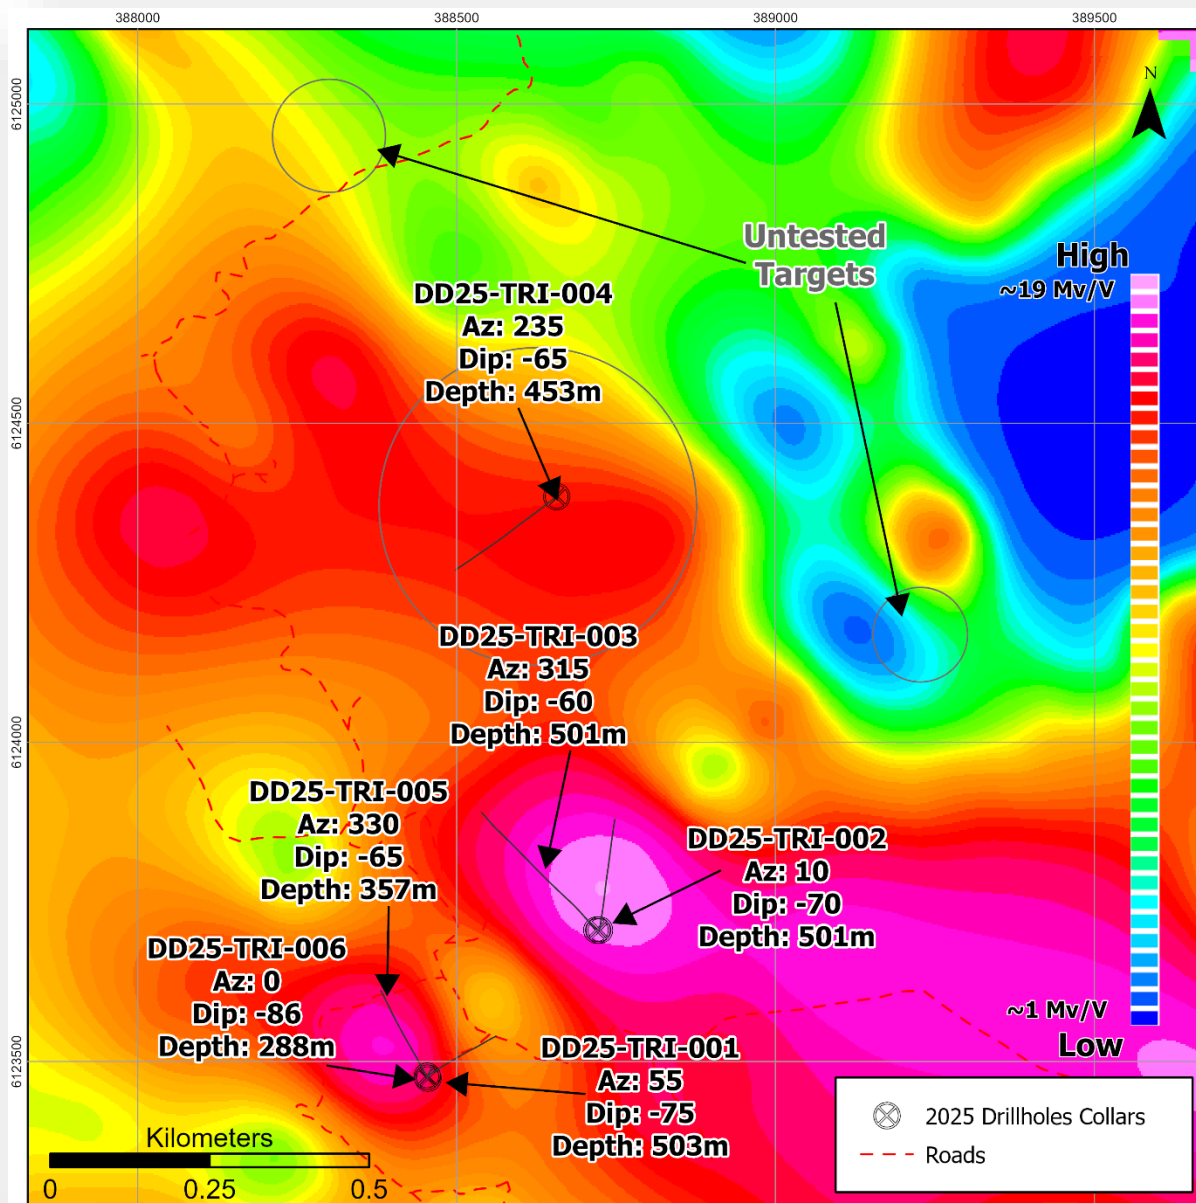 388000
388500
389000
389500
6125000
6124500
6124000
6123500
N
Untested
Targets
High
~19 Mv/V
DD25-TRI-004
Az: 235
Dip: -65
Depth: 453m
DD25-TRI-003
Az: 315
Dip: -60
Depth: 501m
DD25-TRI-005
Az: 330
Dip: -65
Depth: 357m
DD25-TRI-002
Az: 10
Dip: -70
Depth: 501m
DD25-TRI-006
Az: 0
Dip: -86
Depth: 288m
~1 Mv/V
Low
DD25-TRI-001
Az: 55
Dip: -75
Depth: 503m
Kilometers
0 0.25 0.5
2025 Drillholes Collars
Roads